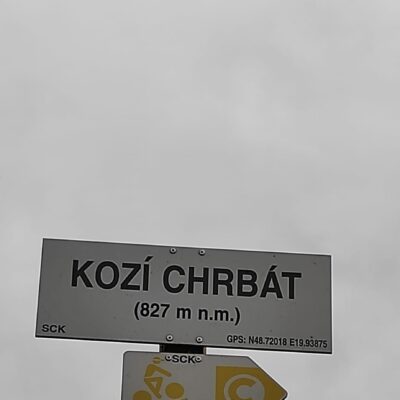 KOZÍ CHRBÁT
(827 m n.m.)
SCK
GPS: N48.72018 E19.93875
SCK
C